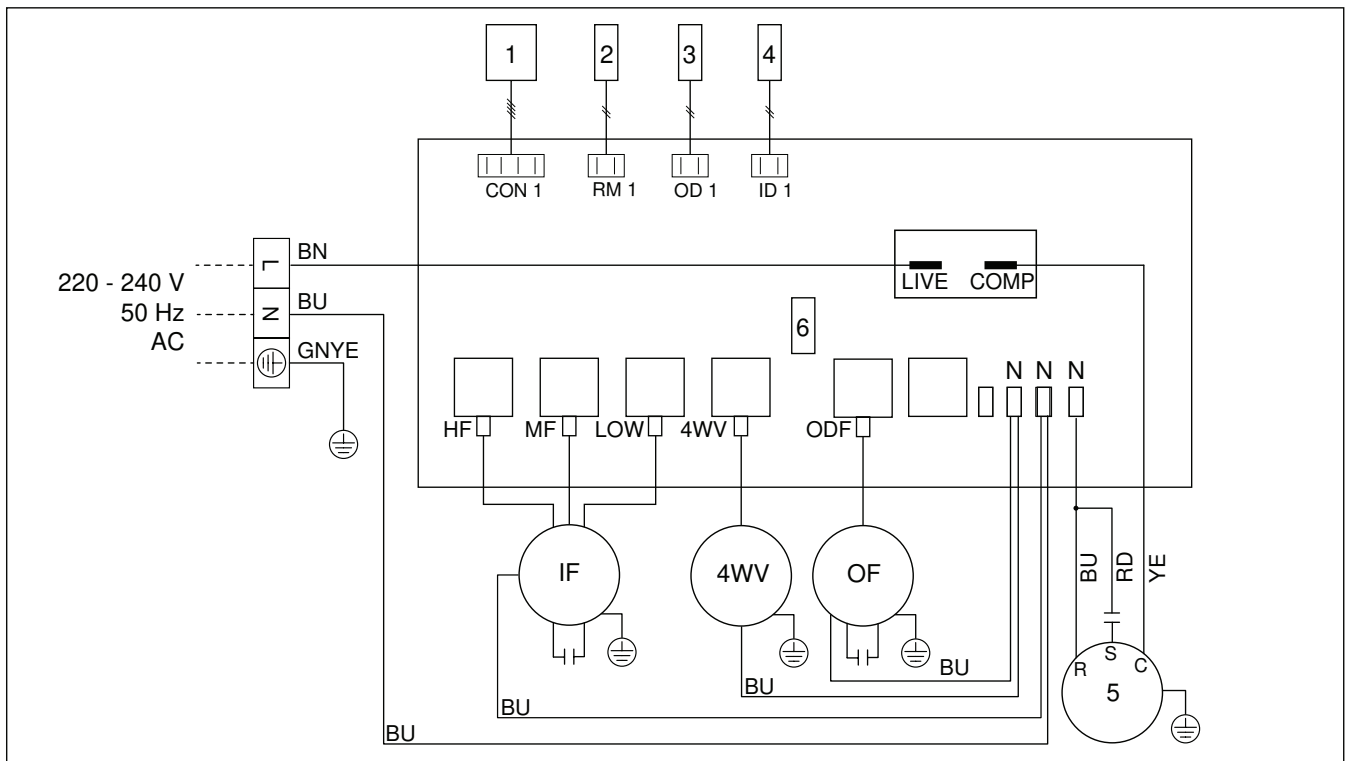 1 2 3 4
CON 1 RM 1 OD 1 ID 1
L BN
220 - 240 V
LIVE COMP
N BU
50 Hz
6
AC
GNYE
N N N
HF MF LOW 4WV ODF
IF 4WV OF
BU RD YE
R S C
5
BU
BU
BU
BU